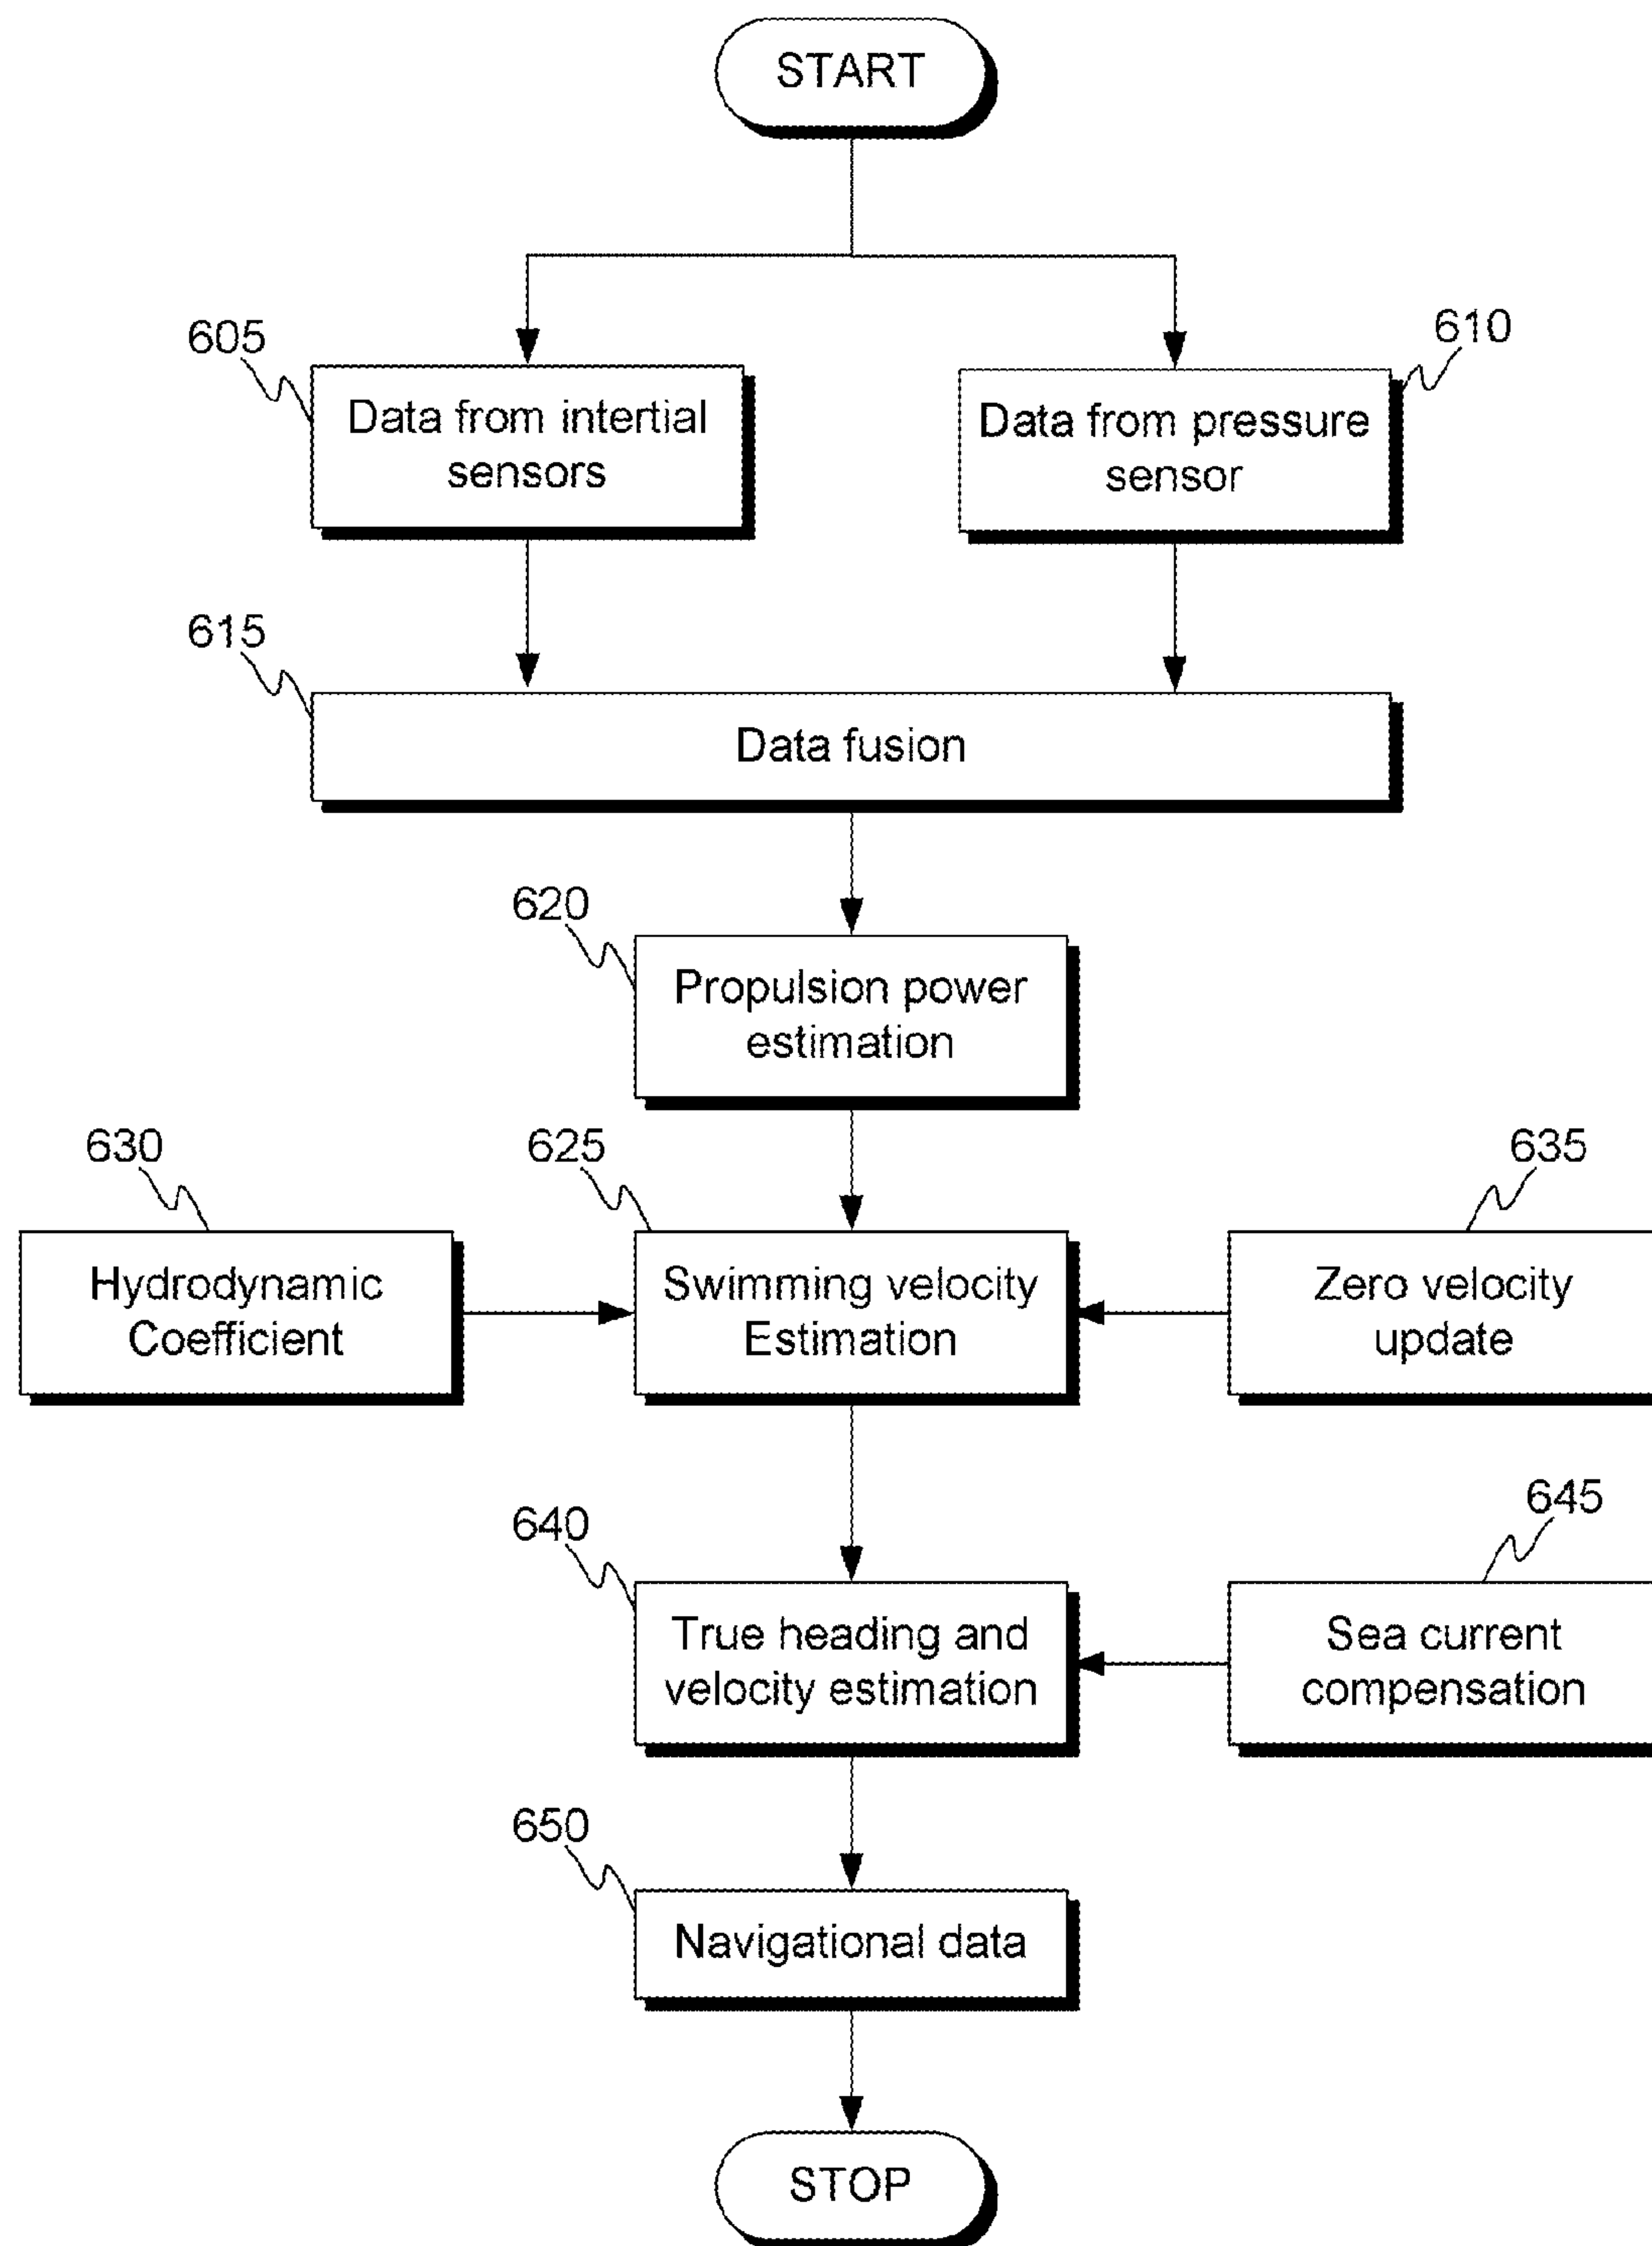 START
605
610
Data from intertial
sensors
Data from pressure
sensor
615
Data fusion
620
Propulsion power
estimation
630
625
635
Hydrodynamic
Coefficient
Swimming velocity
Estimation
Zero velocity
update
640
645
True heading and
velocity estimation
Sea current
compensation
650
Navigational data
STOP